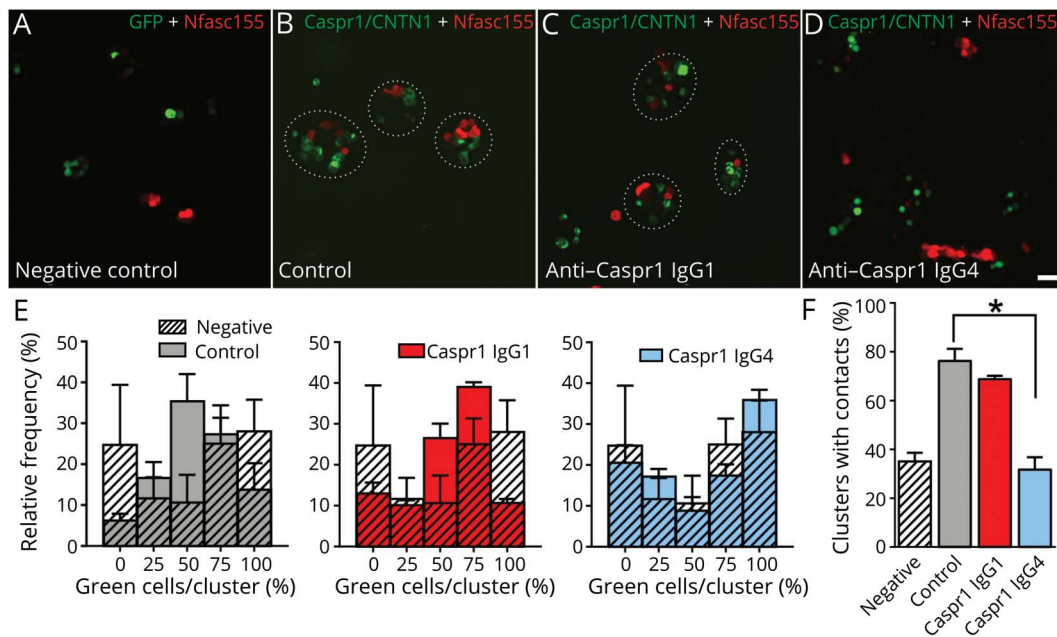 A GFP + Nfasc155
Negative control
B Caspr1/CNTN1 + Nfasc155
Control
C Caspr1/CNTN1 + Nfasc155
Anti–Caspr1 IgG1
D Caspr1/CNTN1 + Nfasc155
Anti–Caspr1 IgG4
E
Relative frequency (%)
Negative
Control
50
40
30
20
10
0
0 25 50 75 100
Green cells/cluster (%)
Caspr1 IgG1
50
40
30
20
10
0
0 25 50 75 100
Green cells/cluster (%)
Caspr1 IgG4
50
40
30
20
10
0
0 25 50 75 100
Green cells/cluster (%)
F
Clusters with contacts (%)
100
80
60
40
20
0
*
Negative
Control
Caspr1 IgG1
Caspr1 IgG4